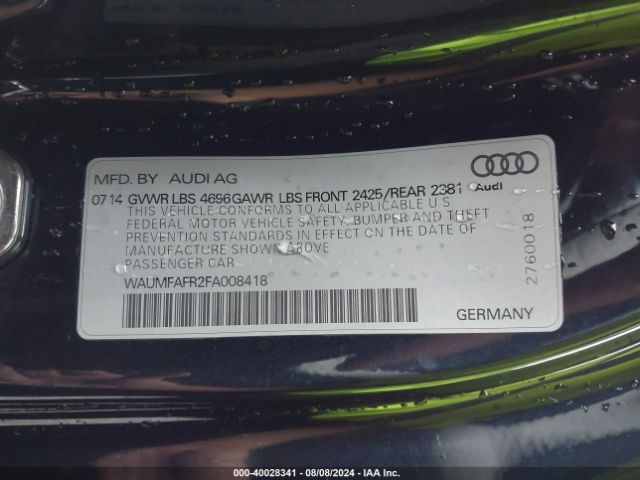 MFD. BY AUDI AG
0714 GVWR LBS 4696 GAWR LBS FRONT 2425/REAR 2381 Audi
THIS VEHICLE CONFORMS TO ALL APPLICABLE U S
FEDERAL MOTOR VEHICLE SAFETY, BUMPER AND THEFT
PREVENTION STANDARDS IN EFFECT ON THE DATE OF
MANUFACTURE SHOWN ABOVE
PASSENGER CAR
WAUMFAFR2FA008418
2760018
GERMANY
000-40028341 - 08/08/2024 - IAA Inc.